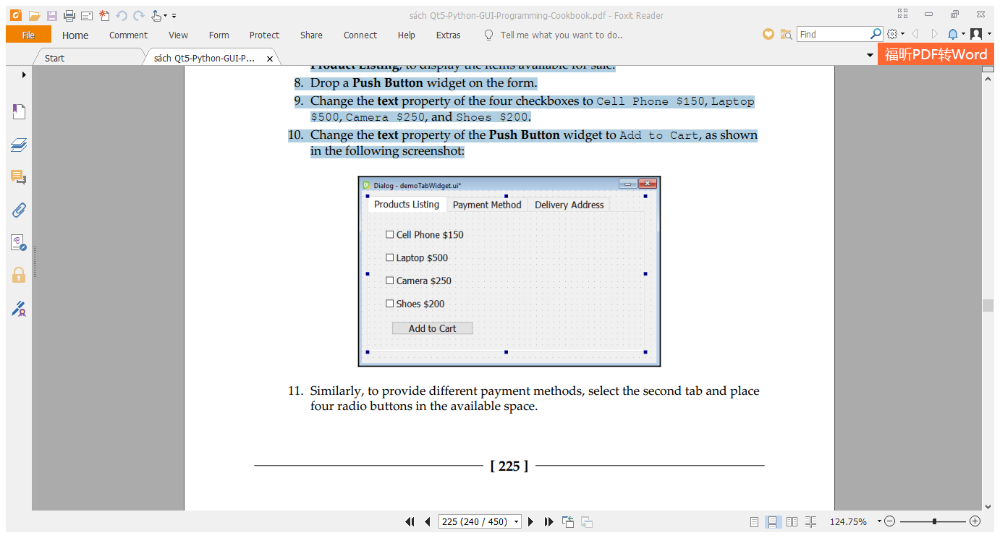 sách Qt5-Python-GUI-Programming-Cookbook.pdf - Foxit Reader
File Home Comment View Form Protect Share Connect Help Extras Tell me what you want to do.. Find
Start sách Qt5-Python-GUI-P...
福昕PDF转Word
Product Listing, to display the items available for sale.
8. Drop a Push Button widget on the form.
9. Change the text property of the four checkboxes to Cell Phone $150, Laptop
$500, Camera $250, and Shoes $200.
10. Change the text property of the Push Button widget to Add to Cart, as shown
in the following screenshot:
Dialog - demoTabWidget.ui*
Products Listing Payment Method Delivery Address
Cell Phone $150
Laptop $500
Camera $250
Shoes $200
Add to Cart
11. Similarly, to provide different payment methods, select the second tab and place
four radio buttons in the available space.
[ 225 ]
225 (240 / 450) 124.75%